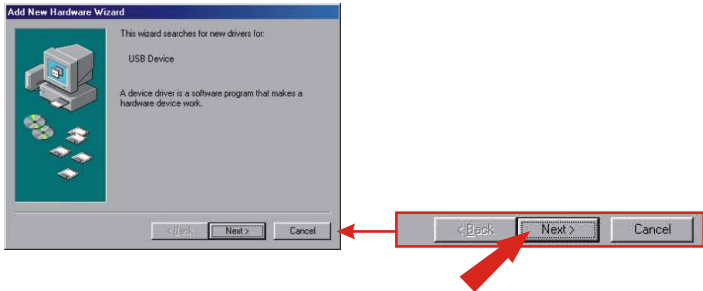 Add New Hardware Wizard
This wizard searches for new drivers for:
USB Device
A device driver is a software program that makes a
hardware device work.
< Back Next > Cancel
< Back Next > Cancel